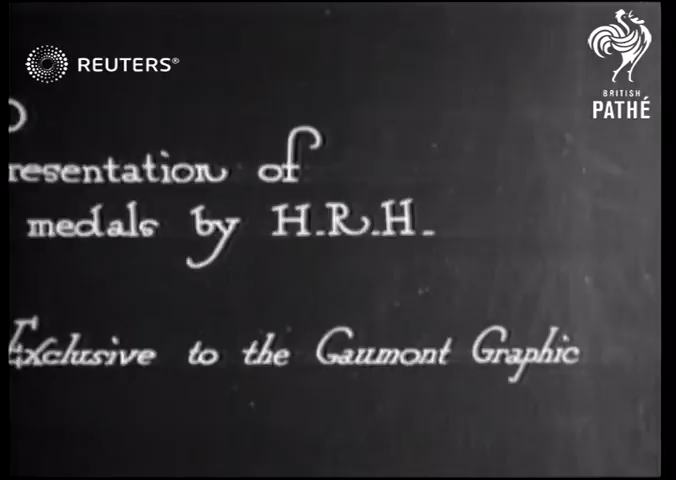 REUTERS®
BRITISH
PATHÉ
resentation of
medals by H.R.H.
Exclusive to the Gaumont Graphic